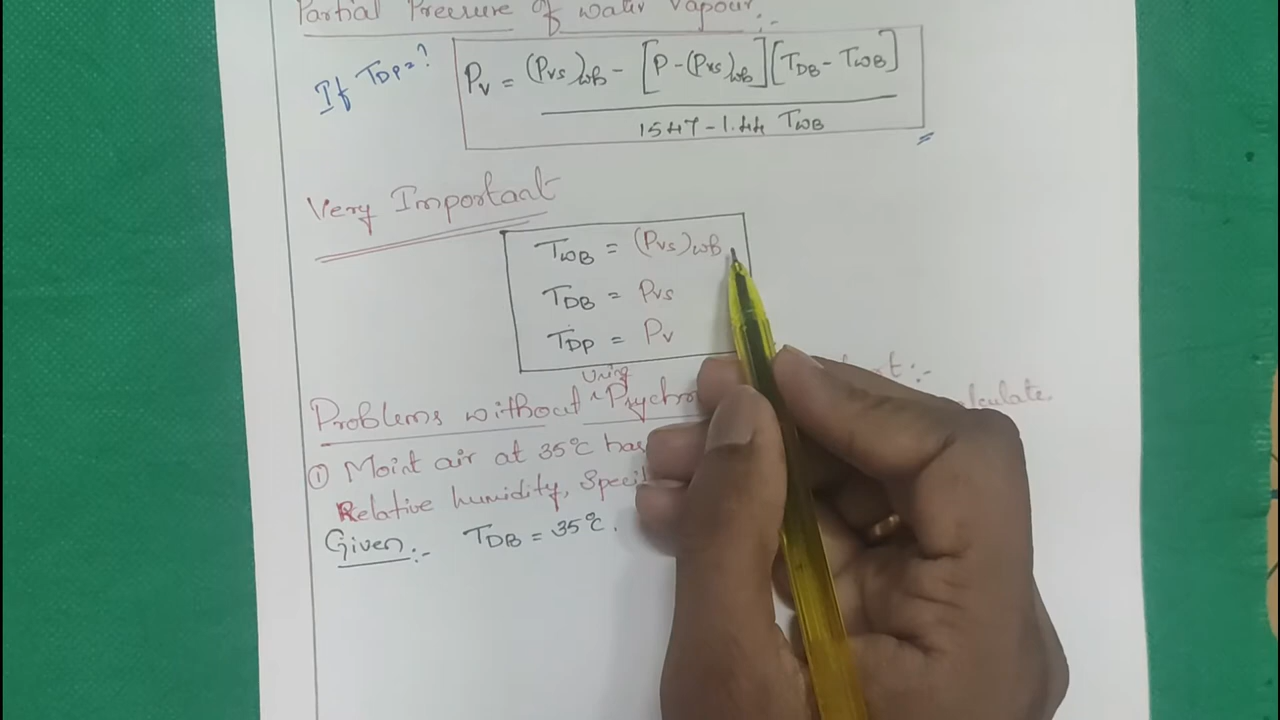 Partial Pressure of Water Vapour:-
If TDP=?
Pv = (Pvs)WB - [P-(Pvs)WB][TDB - TWB]
1547-1.44 TWB
Very Important
TWB = (Pvs)WB
TDB = Pvs
TDP = Pv
Using
Problems without ^
① Moist air at 35°C has
Relative humidity,
Given:- TDB = 35°C.